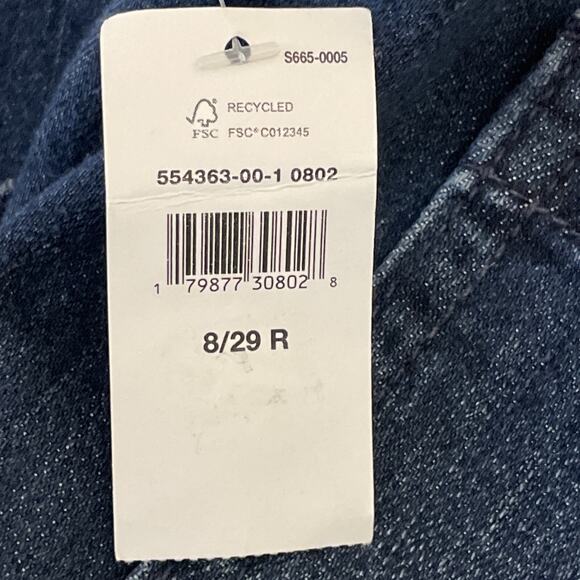 S665-0005
RECYCLED
FSC FSC® C012345
554363-00-1 0802
1 79877 30802 8
8/29 R